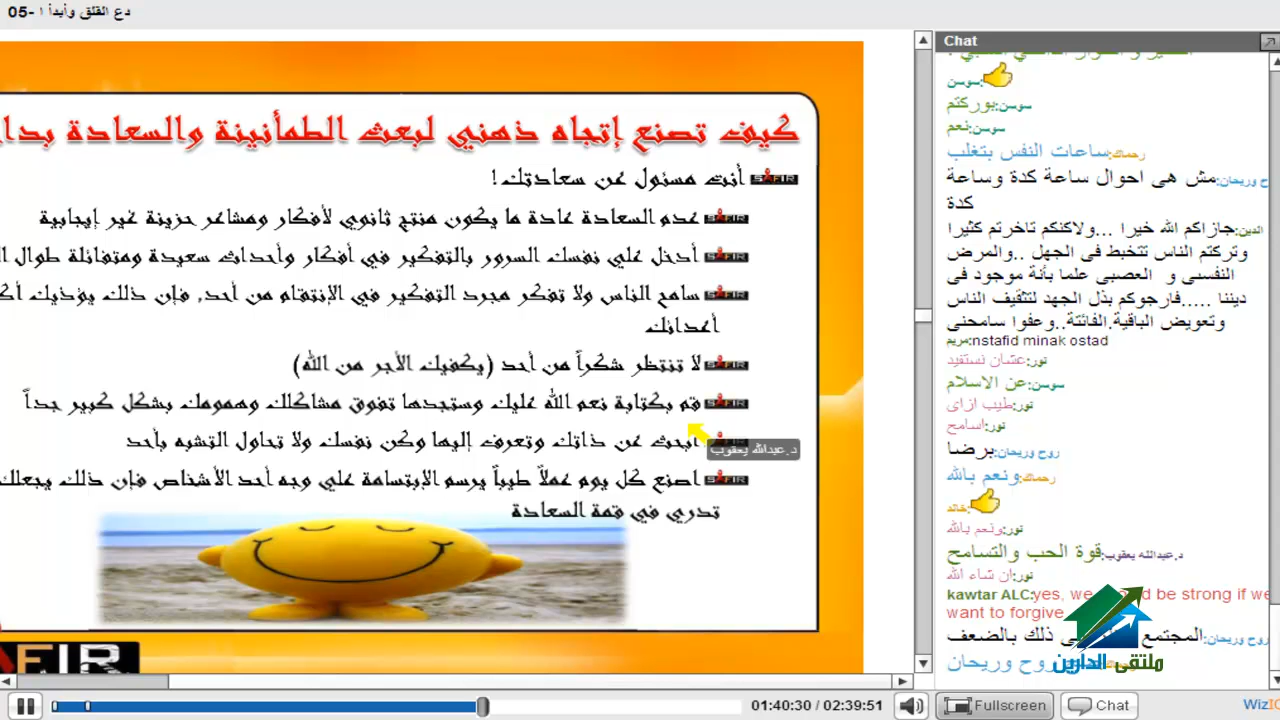 دع القلق وأبدأ ا -05
كيف تصنع إتجاه ذهني لبعث الطمأنينة والسعادة
أنت مسئول عن سعادتك!
عدم السعادة عادة ما يكون منتج ثانوي لأفكار ومشاعر حزينة غير إيجابية
أدخل علي نفسك السرور بالتفكير في أفكار وأحداث سعيدة ومتفائلة طوال
سامح الناس ولا تفكر مجرد التفكير في الإنتقام من أحد, فإن ذلك يؤذيك
أعدائك
لا تنتظر شكراً من أحد (يكفيك الأجر من الله)
قم بكتابة نعم الله عليك وستجدها تفوق مشاكلك وهمومك بشكل كبير جداً
ابحث عن ذاتك وتعرف إليها وكن نفسك ولا تحاول التشبه بأحد
د.عبدالله يعقوب
اصنع كل يوم عملاً طيباً يرسم الإبتسامة علي وجه احد الأشخاص فإن ذلك يجعلك
تدري في قمة السعادة
Chat
سوسن:
سوسن:بوركتم
سوسن:نعم
رحماك:ساعات النفس بتغلب
ح وريحان:مش هى احوال ساعة كدة وساعة
كدة
الدين:جازاكم الله خيرا ...ولاكنكم تاخرتم كثيرا
وتركتم الناس تتخبط فى الجهل ..والمرض
النفسى و العصبى علما بأنة موجود فى
ديننا .....فارجوكم بذل الجهد لتثقيف الناس
وتعويض الباقية.الفائتة..وعفوا سامحنى
مريم:nstafid minak ostad
نور:عشان نستفيد
سوسن:عن الاسلام
نور:طيب ازاى
نور:اسامح
روح وريحان:برضا
رحماك:ونعم بالله
خالد:
نور:ونعم بالله
د.عبدالله يعقوب:قوة الحب والتسامح
نور:ان شاء الله
kawtar ALC:yes, we be strong if we
want to forgive
روح وريحان:المجتمع ذلك بالضعف
روح وريحان
ملتقى الدارين
01:40:30 / 02:39:51
Fullscreen
Chat